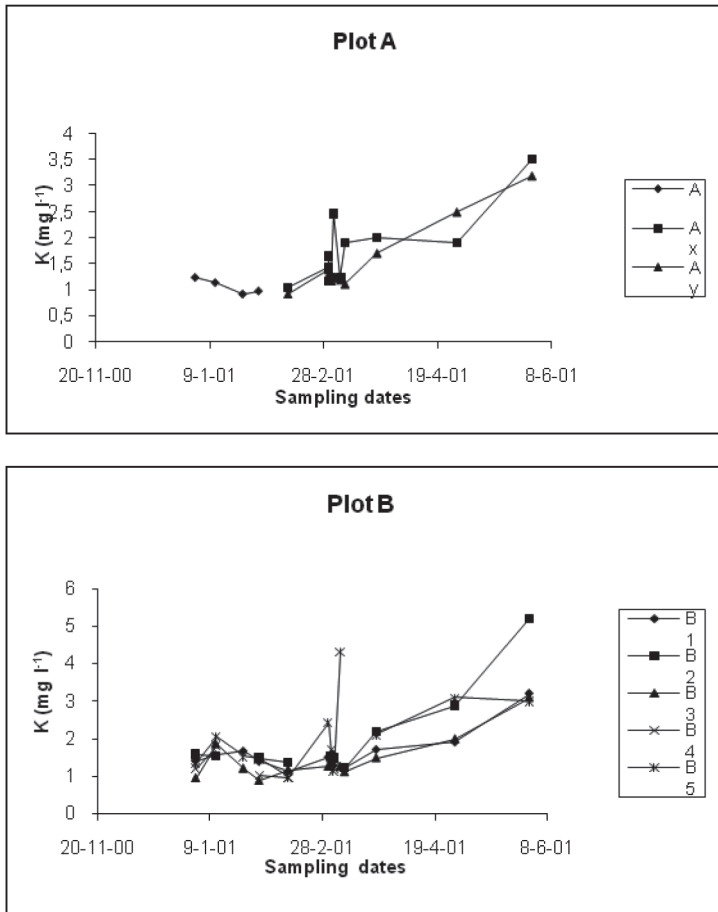 Plot A
4
3,5
3
2,5
2
1,5
1
0,5
0
K (mg l-1)
20-11-00 9-1-01 28-2-01 19-4-01 8-6-01
Sampling dates
A
A
x
A
y
Plot B
6
5
4
3
2
1
0
K (mg l-1)
20-11-00 9-1-01 28-2-01 19-4-01 8-6-01
Sampling dates
B
1
B
2
B
3
B
4
B
5